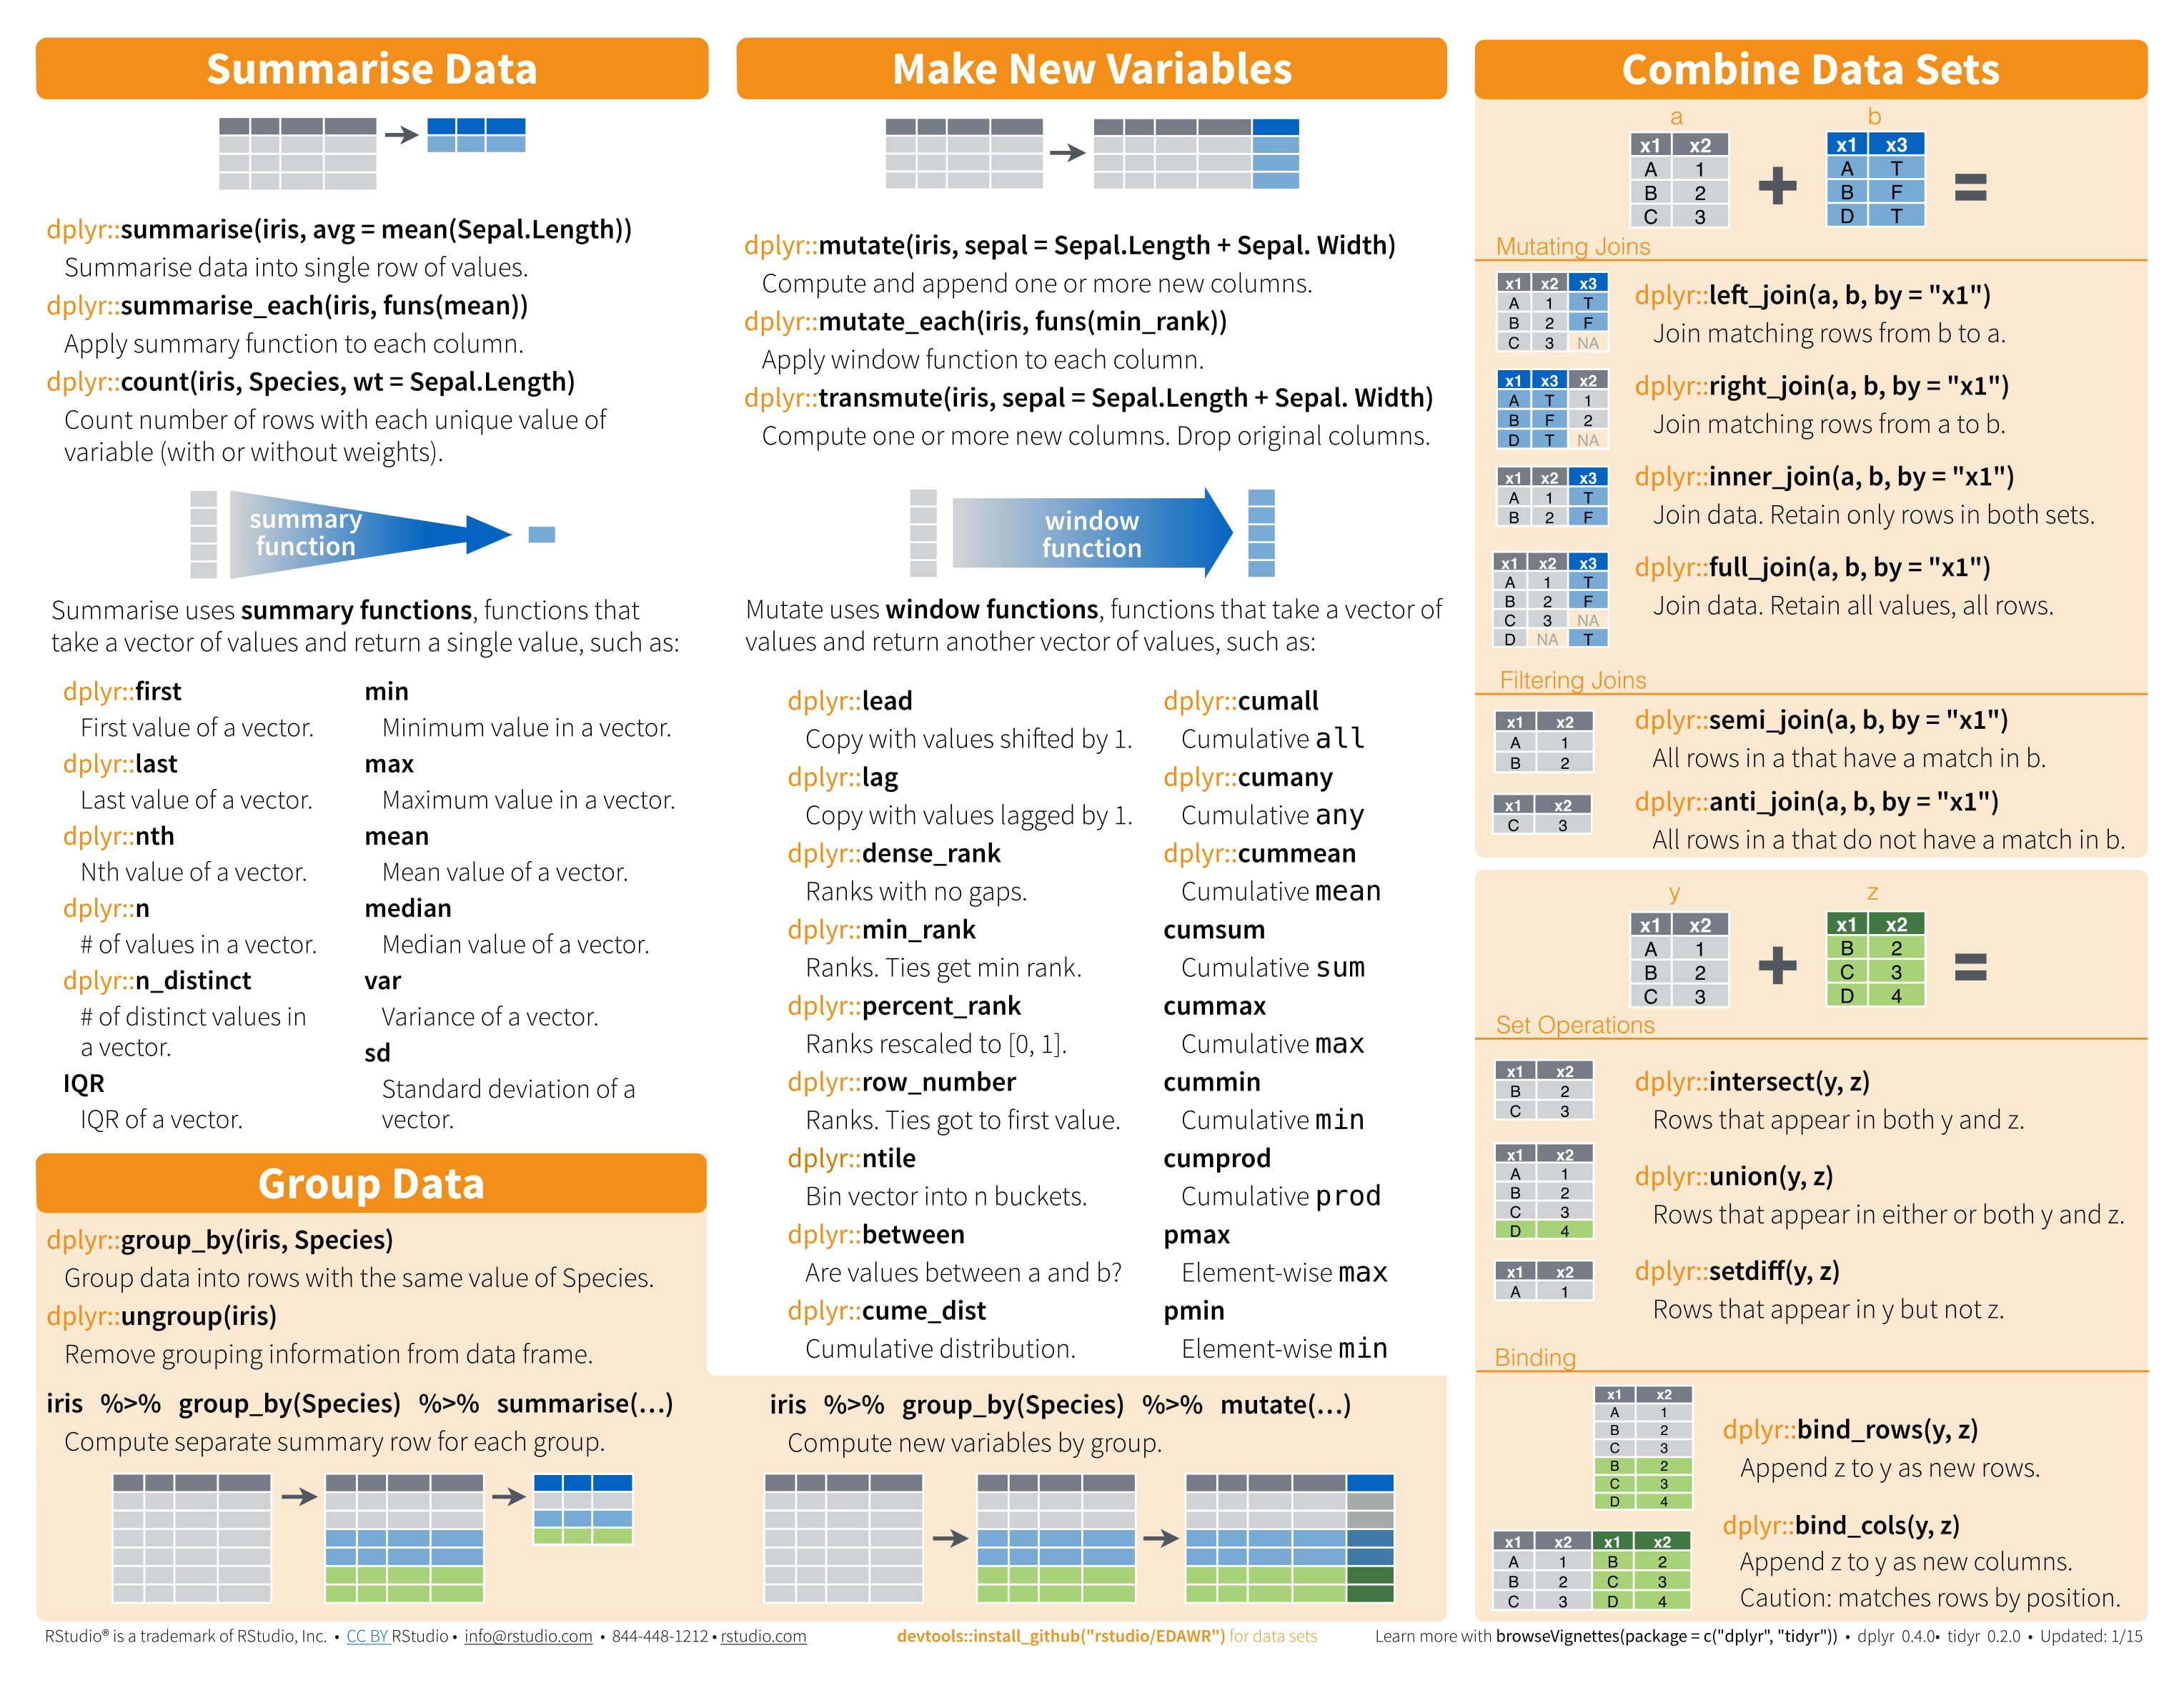 Summarise Data
dplyr::summarise(iris, avg = mean(Sepal.Length))
Summarise data into single row of values.
dplyr::summarise_each(iris, funs(mean))
Apply summary function to each column.
dplyr::count(iris, Species, wt = Sepal.Length)
Count number of rows with each unique value of
variable (with or without weights).
summary
function
Summarise uses summary functions, functions that
take a vector of values and return a single value, such as:
dplyr::first
First value of a vector.
dplyr::last
Last value of a vector.
dplyr::nth
Nth value of a vector.
dplyr::n
# of values in a vector.
dplyr::n_distinct
# of distinct values in
a vector.
IQR
IQR of a vector.
min
Minimum value in a vector.
max
Maximum value in a vector.
mean
Mean value of a vector.
median
Median value of a vector.
var
Variance of a vector.
sd
Standard deviation of a
vector.
Group Data
dplyr::group_by(iris, Species)
Group data into rows with the same value of Species.
dplyr::ungroup(iris)
Remove grouping information from data frame.
iris %>% group_by(Species) %>% summarise(…)
Compute separate summary row for each group.
Make New Variables
dplyr::mutate(iris, sepal = Sepal.Length + Sepal. Width)
Compute and append one or more new columns.
dplyr::mutate_each(iris, funs(min_rank))
Apply window function to each column.
dplyr::transmute(iris, sepal = Sepal.Length + Sepal. Width)
Compute one or more new columns. Drop original columns.
window
function
Mutate uses window functions, functions that take a vector of
values and return another vector of values, such as:
dplyr::lead
Copy with values shifted by 1.
dplyr::lag
Copy with values lagged by 1.
dplyr::dense_rank
Ranks with no gaps.
dplyr::min_rank
Ranks. Ties get min rank.
dplyr::percent_rank
Ranks rescaled to [0, 1].
dplyr::row_number
Ranks. Ties got to first value.
dplyr::ntile
Bin vector into n buckets.
dplyr::between
Are values between a and b?
dplyr::cume_dist
Cumulative distribution.
dplyr::cumall
Cumulative all
dplyr::cumany
Cumulative any
dplyr::cummean
Cumulative mean
cumsum
Cumulative sum
cummax
Cumulative max
cummin
Cumulative min
cumprod
Cumulative prod
pmax
Element-wise max
pmin
Element-wise min
iris %>% group_by(Species) %>% mutate(…)
Compute new variables by group.
Combine Data Sets
a
x1 x2
A 1
B 2
C 3
+
b
x1 x3
A T
B F
D T
=
Mutating Joins
x1 x2 x3
A 1 T
B 2 F
C 3 NA
dplyr::left_join(a, b, by = "x1")
Join matching rows from b to a.
x1 x3 x2
A T 1
B F 2
D T NA
dplyr::right_join(a, b, by = "x1")
Join matching rows from a to b.
x1 x2 x3
A 1 T
B 2 F
dplyr::inner_join(a, b, by = "x1")
Join data. Retain only rows in both sets.
x1 x2 x3
A 1 T
B 2 F
C 3 NA
D NA T
dplyr::full_join(a, b, by = "x1")
Join data. Retain all values, all rows.
Filtering Joins
x1 x2
A 1
B 2
dplyr::semi_join(a, b, by = "x1")
All rows in a that have a match in b.
x1 x2
C 3
dplyr::anti_join(a, b, by = "x1")
All rows in a that do not have a match in b.
y
x1 x2
A 1
B 2
C 3
+
z
x1 x2
B 2
C 3
D 4
=
Set Operations
x1 x2
B 2
C 3
dplyr::intersect(y, z)
Rows that appear in both y and z.
x1 x2
A 1
B 2
C 3
D 4
dplyr::union(y, z)
Rows that appear in either or both y and z.
x1 x2
A 1
dplyr::setdiff(y, z)
Rows that appear in y but not z.
Binding
x1 x2
A 1
B 2
C 3
B 2
C 3
D 4
dplyr::bind_rows(y, z)
Append z to y as new rows.
x1 x2 x1 x2
A 1 B 2
B 2 C 3
C 3 D 4
dplyr::bind_cols(y, z)
Append z to y as new columns.
Caution: matches rows by position.
RStudio® is a trademark of RStudio, Inc. • CC BY RStudio • info@rstudio.com • 844-448-1212 • rstudio.com
devtools::install_github("rstudio/EDAWR") for data sets
Learn more with browseVignettes(package = c("dplyr", "tidyr")) • dplyr 0.4.0• tidyr 0.2.0 • Updated: 1/15